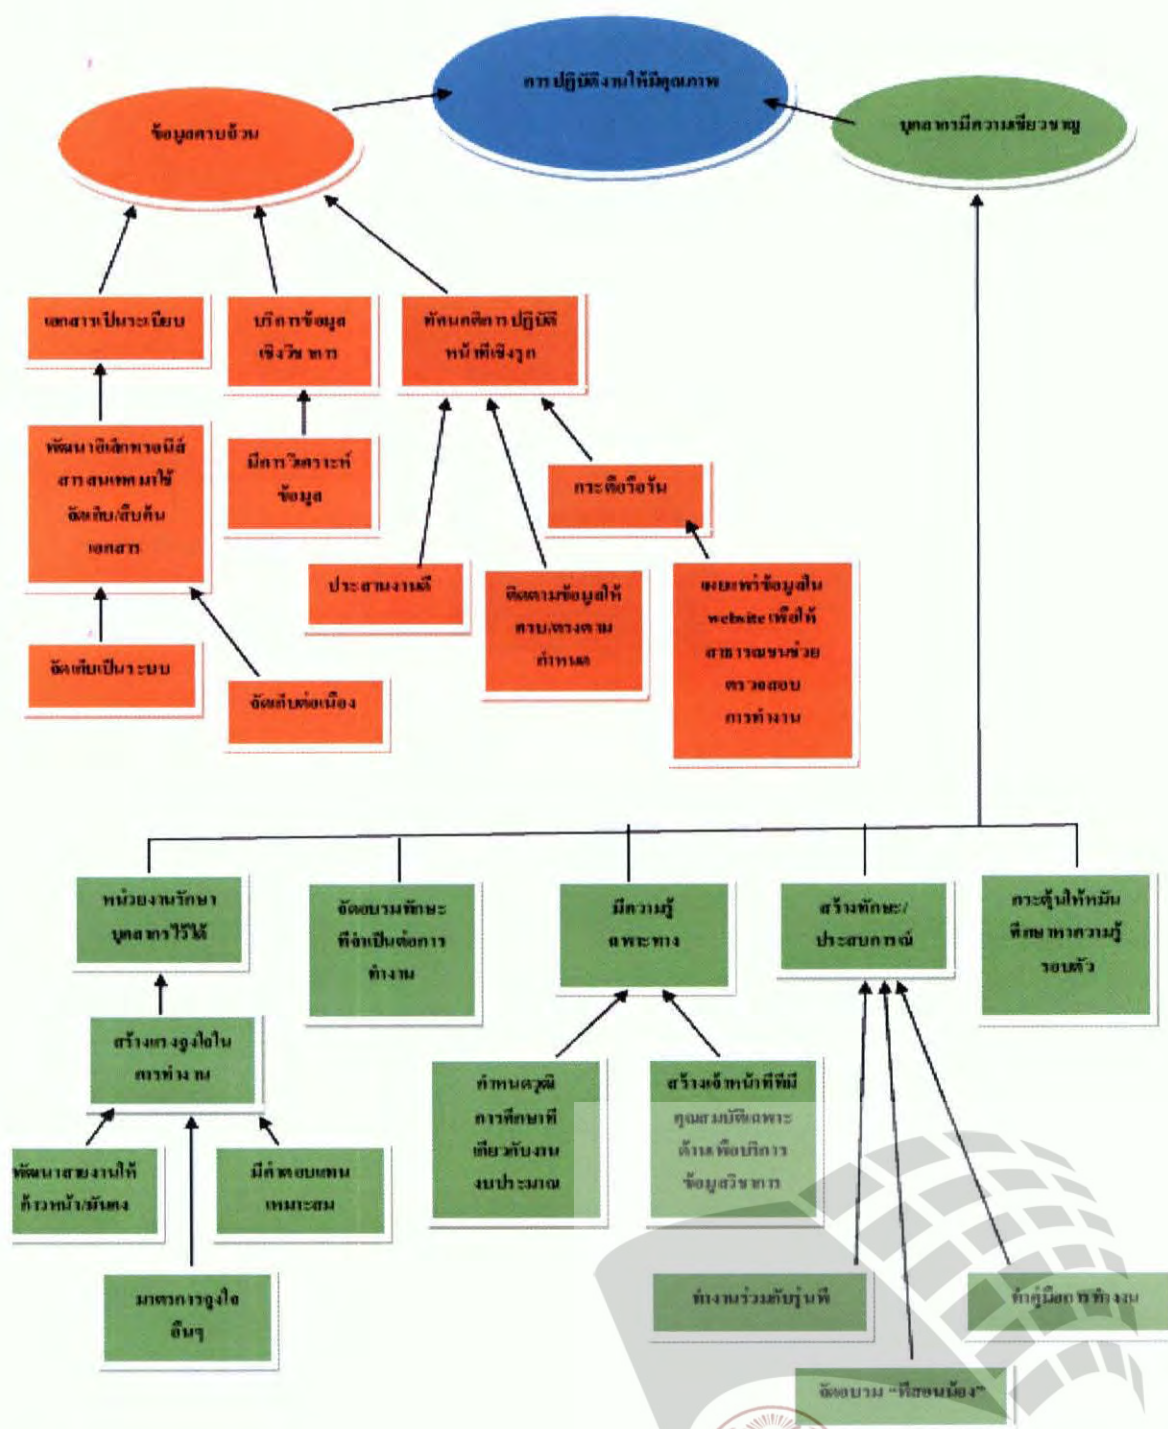 การปฏิบัติงานให้มีคุณภาพ
ข้อมูลครบถ้วน
บุคลากรมีความเชี่ยวชาญ
เอกสารเป็นระเบียบ
บริการข้อมูล
เชิงวิชาการ
ทัศนคติการปฏิบัติ
หน้าที่เชิงรุก
พัฒนาอิเล็กทรอนิส์
สารสนเทศมาใช้
จัดเก็บ/สืบค้น
เอกสาร
มีการวิเคราะห์
ข้อมูล
กระตือรือร้น
ประสานงานดี
ติดตามข้อมูลให้
ครบ/ตรงตาม
กำหนด
เผยแพร่ข้อมูลใน
website เพื่อให้
สาธารณชนช่วย
ตรวจสอบ
การทำงาน
จัดเก็บเป็นระบบ
จัดเก็บต่อเนื่อง
หน่วยงานรักษา
บุคลากรไว้ได้
จัดอบรมทักษะ
ที่จำเป็นต่อการ
ทำงาน
มีความรู้
เฉพาะทาง
สร้างทักษะ/
ประสบการณ์
กระตุ้นให้หมั่น
ศึกษาหาความรู้
รอบตัว
สร้างแรงจูงใจใน
การทำงาน
กำหนดวุฒิ
การศึกษาที่
เกี่ยวกับงาน
งบประมาณ
สร้างเจ้าหน้าที่ที่มี
คุณสมบัติเฉพาะ
ด้านเพื่อบริการ
ข้อมูลวิชาการ
พัฒนาสายงานให้
ก้าวหน้า/มั่นคง
มีค่าตอบแทน
เหมาะสม
มาตรการจูงใจ
อื่นๆ
ทำงานร่วมกับรุ่นพี่
ทำคู่มือการทำงาน
จัดอบรม “พี่สอนน้อง”